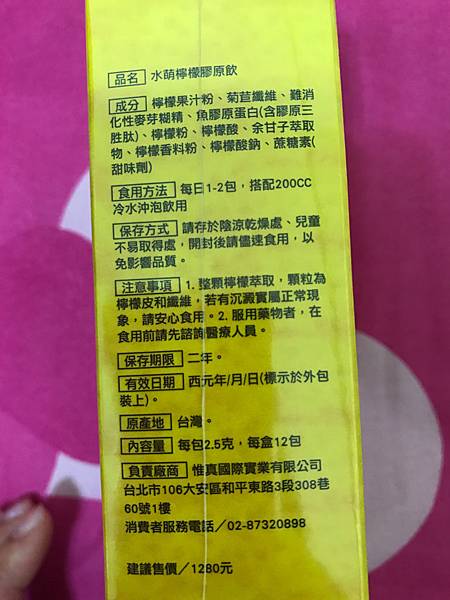 品名 水萌檸檬膠原飲
成分 檸檬果汁粉、菊苣纖維、難消
化性麥芽糊精、魚膠原蛋白(含膠原三
胜肽)、檸檬粉、檸檬酸、余甘子萃取
物、檸檬香料粉、檸檬酸鈉、蔗糖素(
甜味劑)
食用方法 每日1-2包，搭配200CC
冷水沖泡飲用
保存方式 請存於陰涼乾燥處、兒童
不易取得處，開封後請儘速食用，以
免影響品質。
注意事項 1. 整顆檸檬萃取，顆粒為
檸檬皮和纖維，若有沉澱實屬正常現
象，請安心食用。2. 服用藥物者，在
食用前請先諮詢醫療人員。
保存期限 二年。
有效日期 西元年/月/日(標示於外包
裝上)。
原產地 台灣。
內容量 每包2.5克，每盒12包
負責廠商 惟真國際實業有限公司
台北市106大安區和平東路3段308巷
60號1樓
消費者服務電話／02-87320898
建議售價／1280元